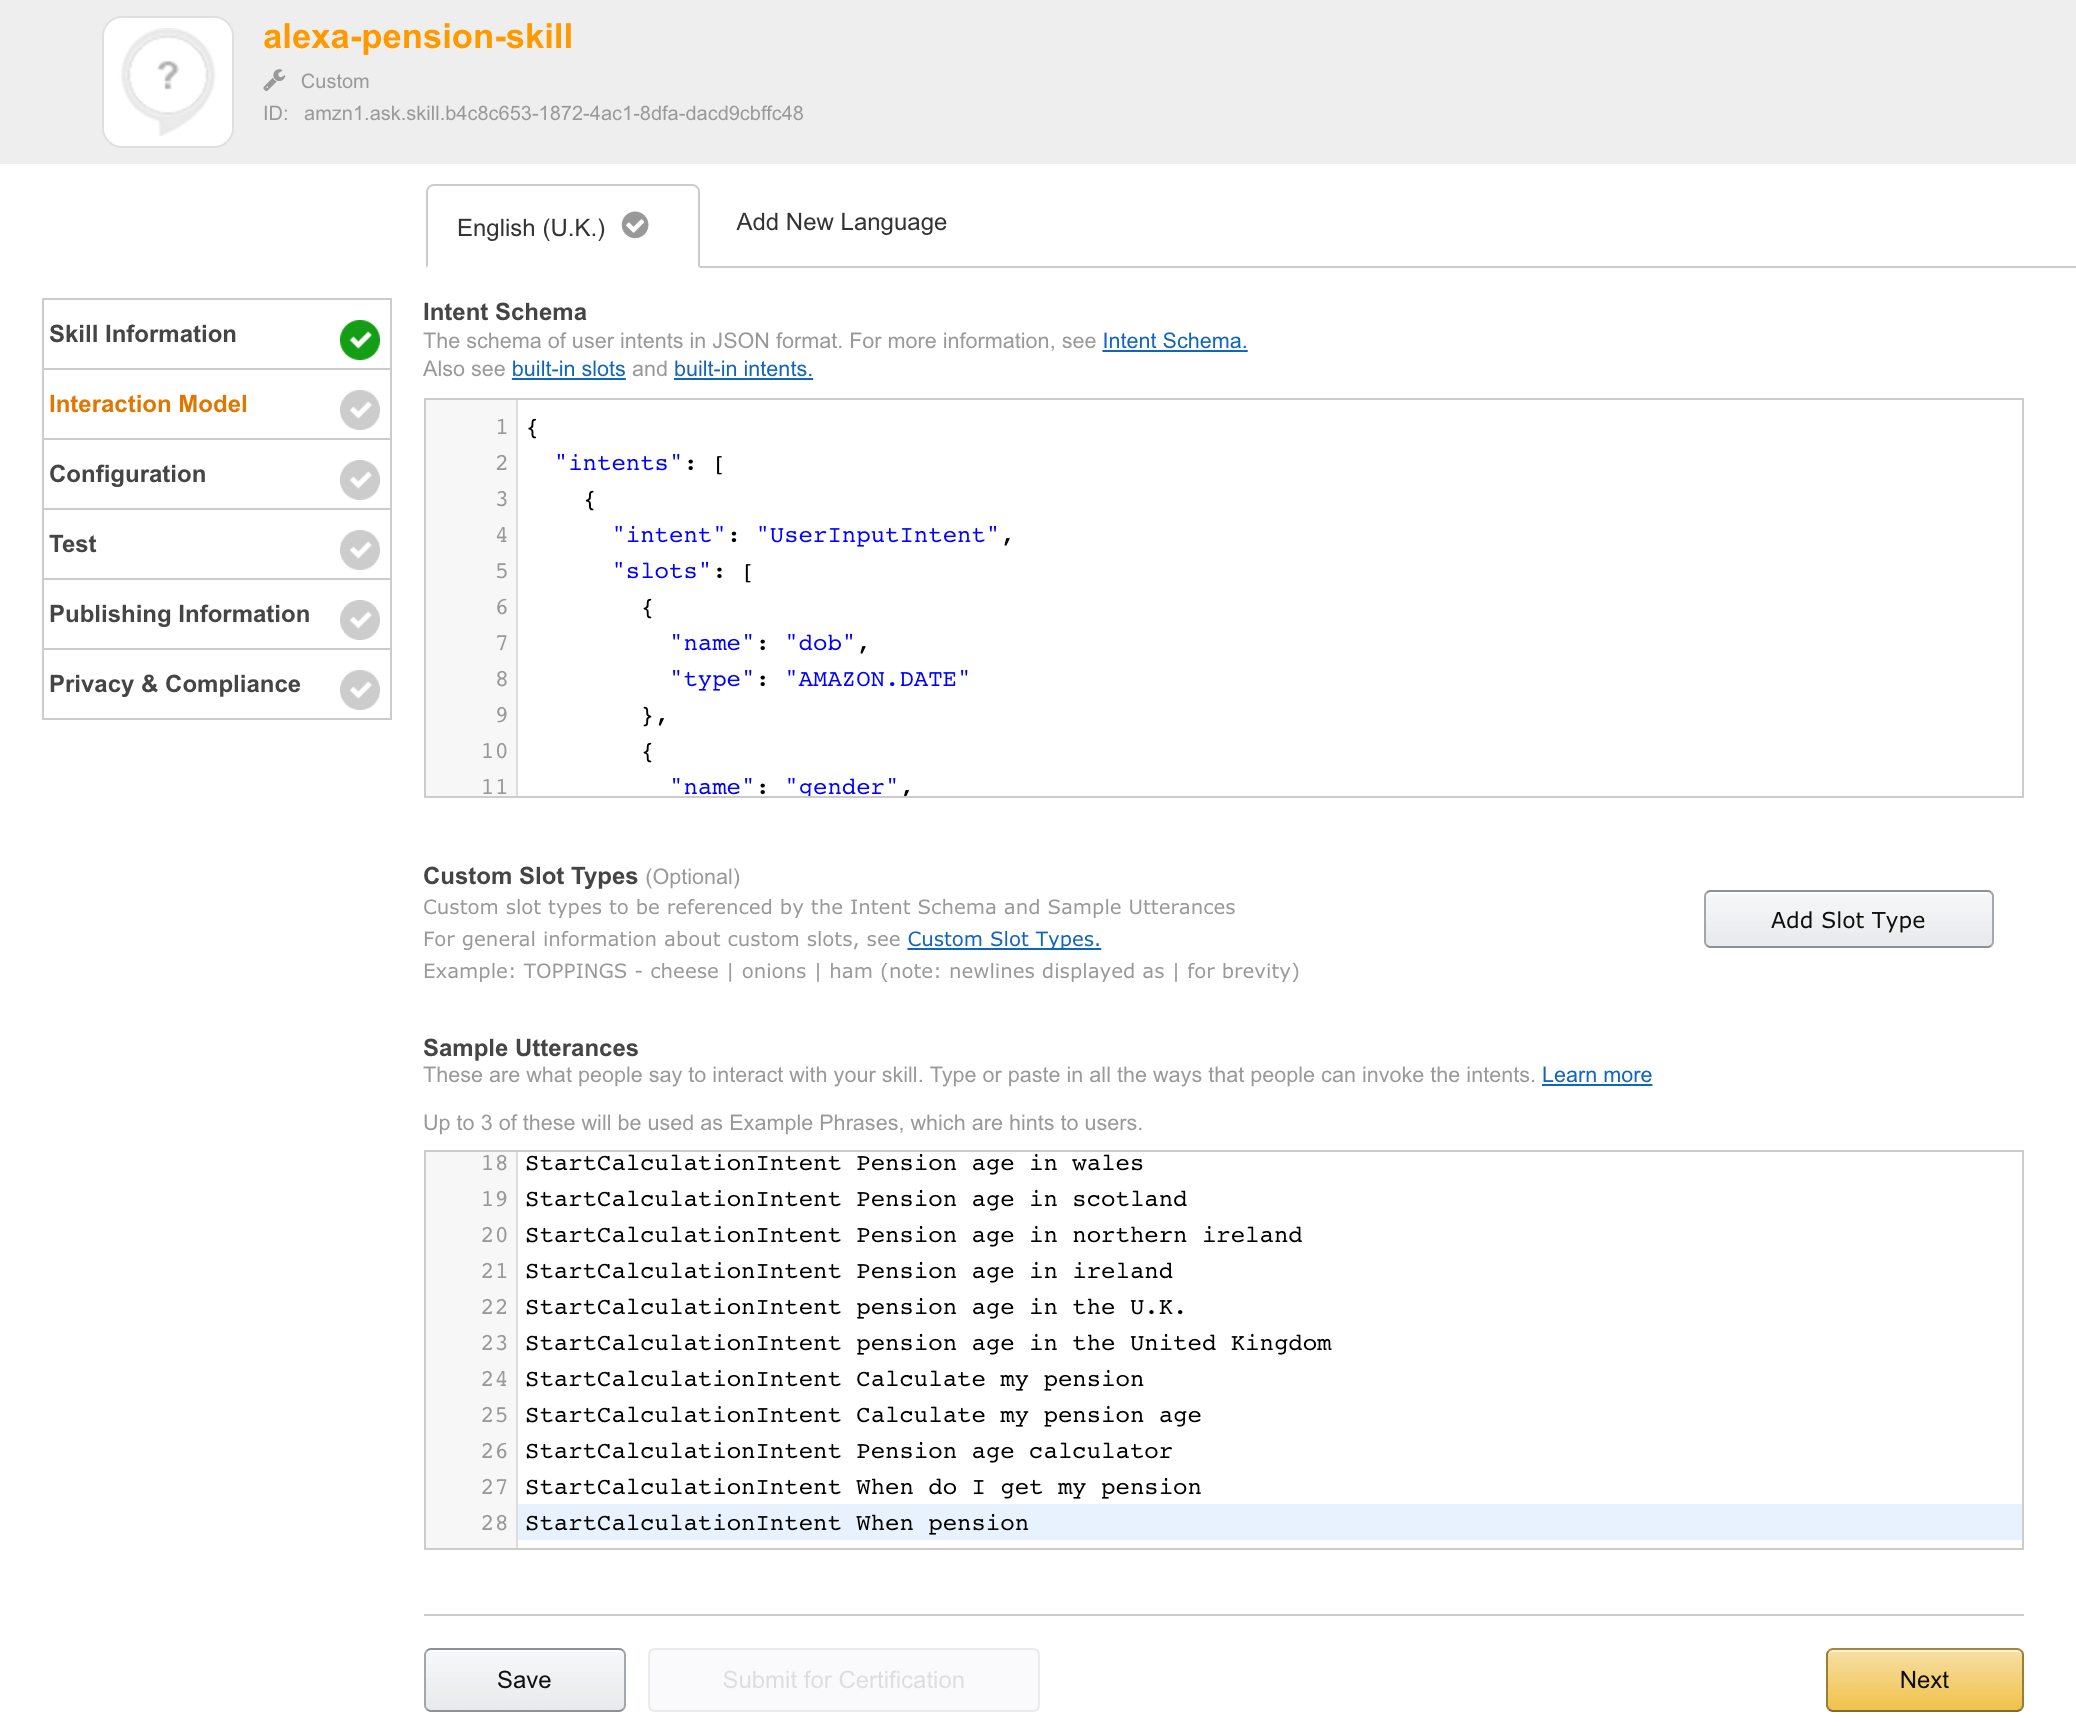 alexa-pension-skill
?
Custom
ID: amzn1.ask.skill.b4c8c653-1872-4ac1-8dfa-dacd9cbffc48
English (U.K.)
Add New Language
Skill Information
Interaction Model
Configuration
Test
Publishing Information
Privacy & Compliance
Intent Schema
The schema of user intents in JSON format. For more information, see Intent Schema.
Also see built-in slots and built-in intents.
1 {
2 "intents": [
3 {
4 "intent": "UserInputIntent",
5 "slots": [
6 {
7 "name": "dob",
8 "type": "AMAZON.DATE"
9 },
10 {
11 "name": "gender",
Custom Slot Types (Optional)
Custom slot types to be referenced by the Intent Schema and Sample Utterances
For general information about custom slots, see Custom Slot Types.
Example: TOPPINGS - cheese | onions | ham (note: newlines displayed as | for brevity)
Add Slot Type
Sample Utterances
These are what people say to interact with your skill. Type or paste in all the ways that people can invoke the intents. Learn more
Up to 3 of these will be used as Example Phrases, which are hints to users.
18 StartCalculationIntent Pension age in wales
19 StartCalculationIntent Pension age in scotland
20 StartCalculationIntent Pension age in northern ireland
21 StartCalculationIntent Pension age in ireland
22 StartCalculationIntent pension age in the U.K.
23 StartCalculationIntent pension age in the United Kingdom
24 StartCalculationIntent Calculate my pension
25 StartCalculationIntent Calculate my pension age
26 StartCalculationIntent Pension age calculator
27 StartCalculationIntent When do I get my pension
28 StartCalculationIntent When pension
Save
Submit for Certification
Next